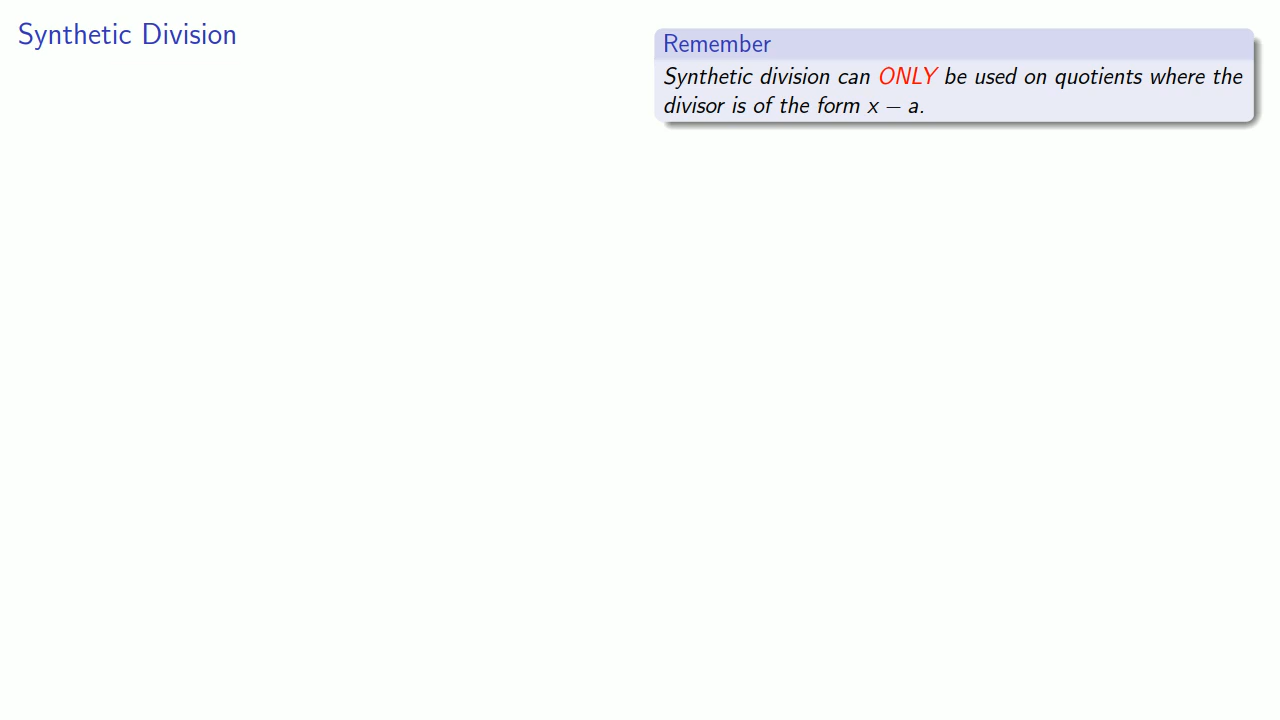 Synthetic Division
Remember
Synthetic division can ONLY be used on quotients where the
divisor is of the form x − a.